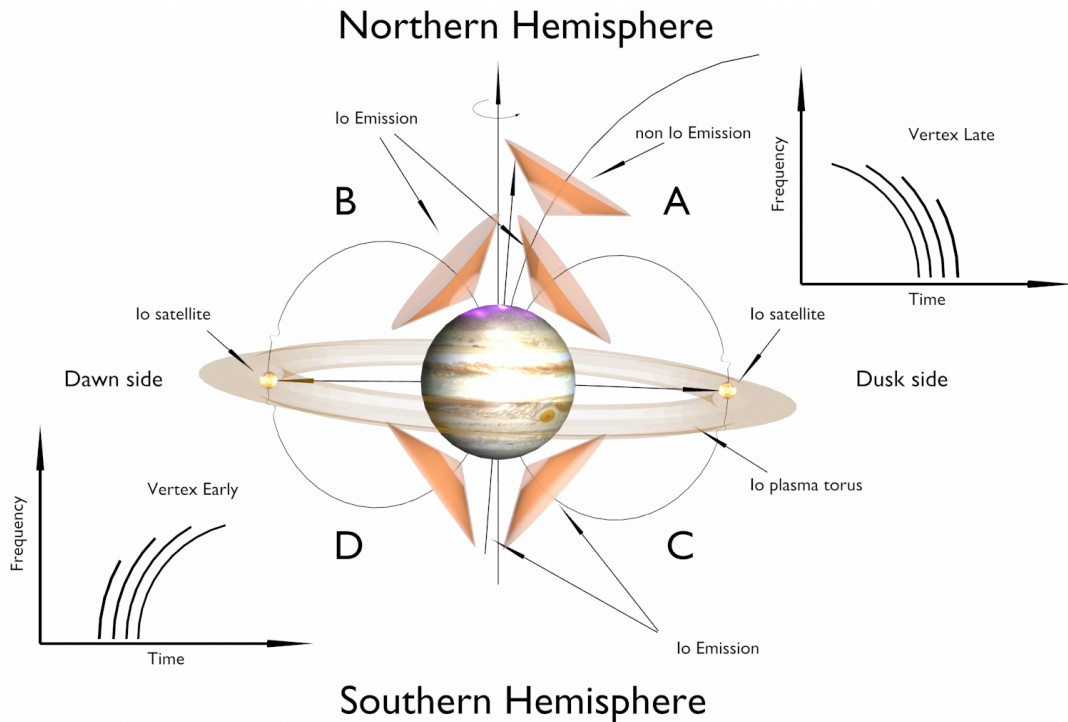 Northern Hemisphere
Io Emission
non Io Emission
Vertex Late
Frequency
Time
B
A
Io satellite
Io satellite
Dawn side
Dusk side
Io plasma torus
Vertex Early
Frequency
Time
D
C
Io Emission
Southern Hemisphere